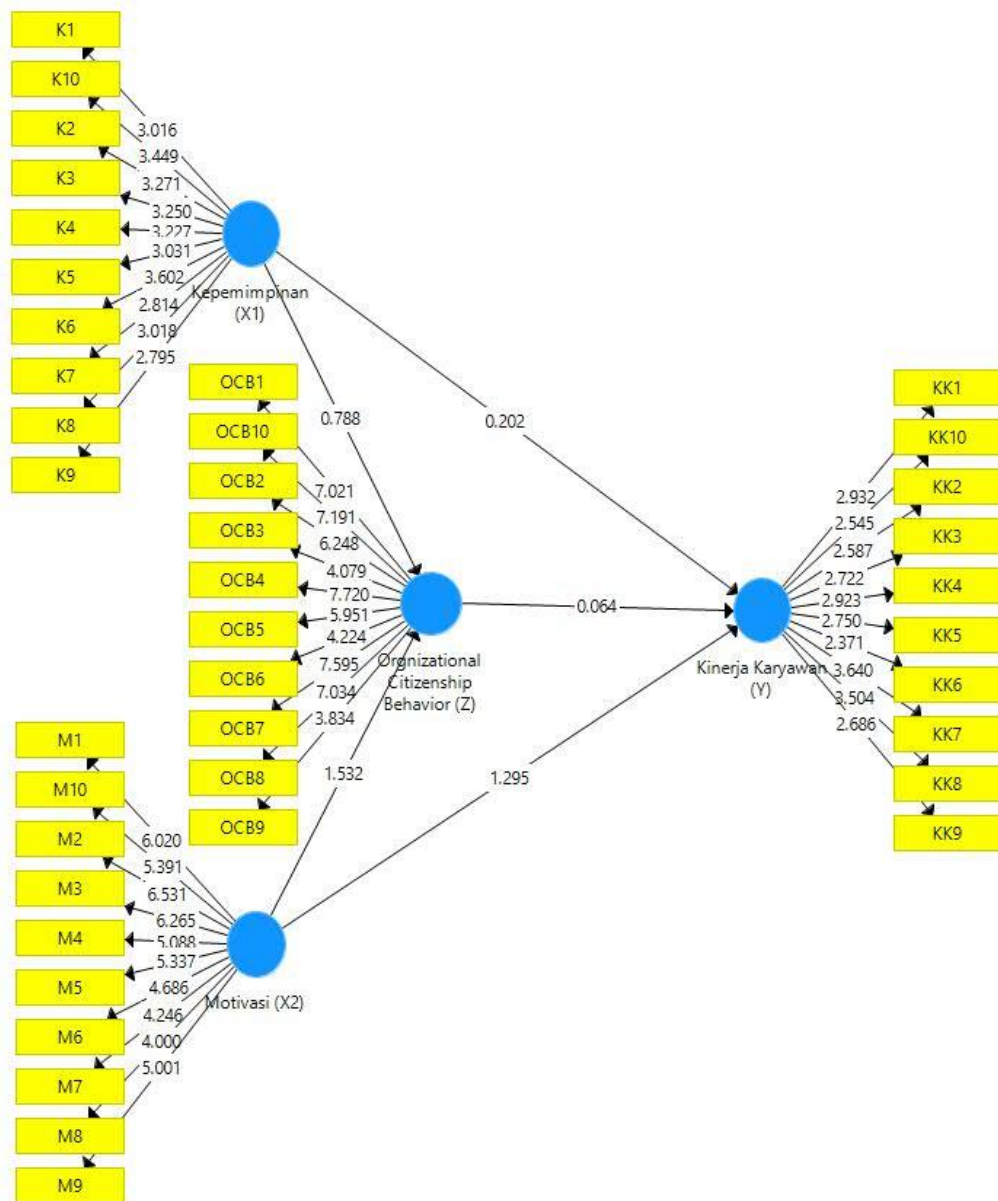 K1
K10
K2
K3
K4
K5
K6
K7
K8
K9
3.016
3.449
3.271
3.250
3.227
3.031
3.602
2.814
3.018
2.795
Kepemimpinan
(X1)
0.788
0.202
OCB1
OCB10
OCB2
OCB3
OCB4
OCB5
OCB6
OCB7
OCB8
OCB9
7.021
7.191
6.248
4.079
7.720
5.951
4.224
7.595
7.034
3.834
Orgnizational
Citizenship
Behavior (Z)
0.064
KK1
KK10
KK2
KK3
KK4
KK5
KK6
KK7
KK8
KK9
2.932
2.545
2.587
2.722
2.923
2.750
2.371
3.640
3.504
2.686
Kinerja Karyawan
(Y)
1.532
1.295
M1
M10
M2
M3
M4
M5
M6
M7
M8
M9
6.020
5.391
6.531
6.265
5.088
5.337
4.686
4.246
4.000
5.001
Motivasi (X2)